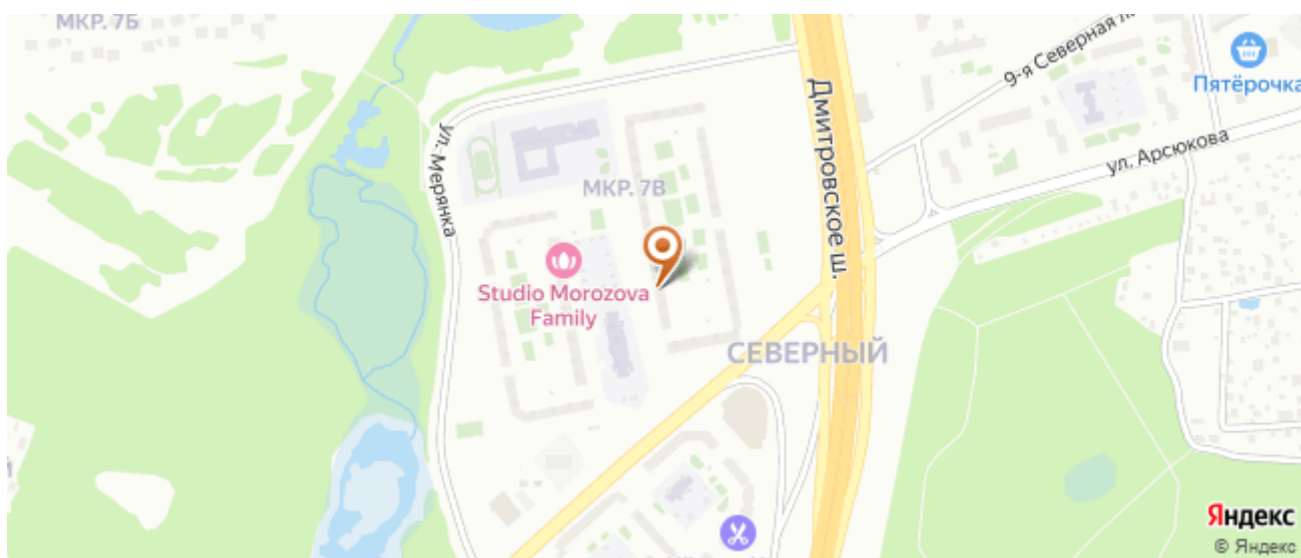 МКР. 7Б
9-я Северная л
Пятёрочка
Дмитровское ш.
ул. Арсюкова
ул. Мерянка
МКР. 7В
Studio Morozova
Family
СЕВЕРНЫЙ
Яндекс
© Яндекс